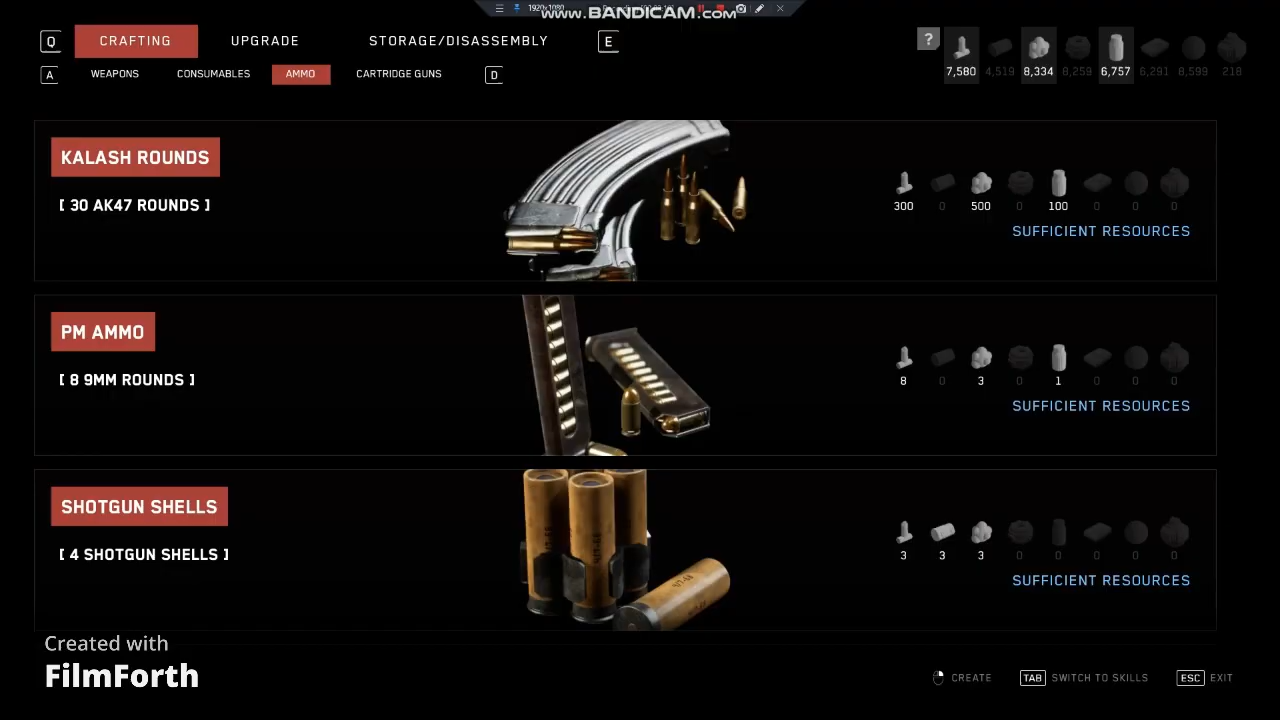 1920x1080
www.BANDICAM.com
Q CRAFTING UPGRADE STORAGE/DISASSEMBLY E ?
A WEAPONS CONSUMABLES AMMO CARTRIDGE GUNS D
7,580 4,519 8,334 8,259 6,757 6,291 8,599 218
KALASH ROUNDS
[ 30 AK47 ROUNDS ]
300 0 500 0 100 0 0 0
SUFFICIENT RESOURCES
PM AMMO
[ 8 9MM ROUNDS ]
8 0 3 0 1 0 0 0
SUFFICIENT RESOURCES
SHOTGUN SHELLS
[ 4 SHOTGUN SHELLS ]
3 3 3 0 0 0 0 0
SUFFICIENT RESOURCES
Created with
FilmForth
CREATE TAB SWITCH TO SKILLS ESC EXIT